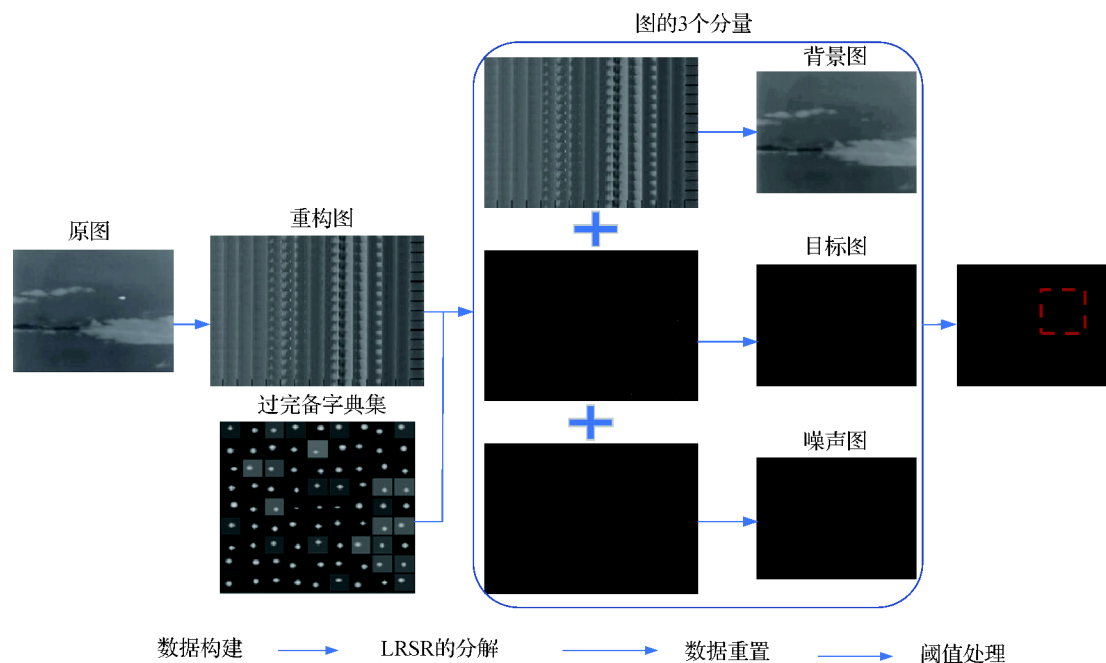 图的3个分量
背景图
原图
重构图
目标图
过完备字典集
噪声图
数据构建
LRSR的分解
数据重置
阈值处理